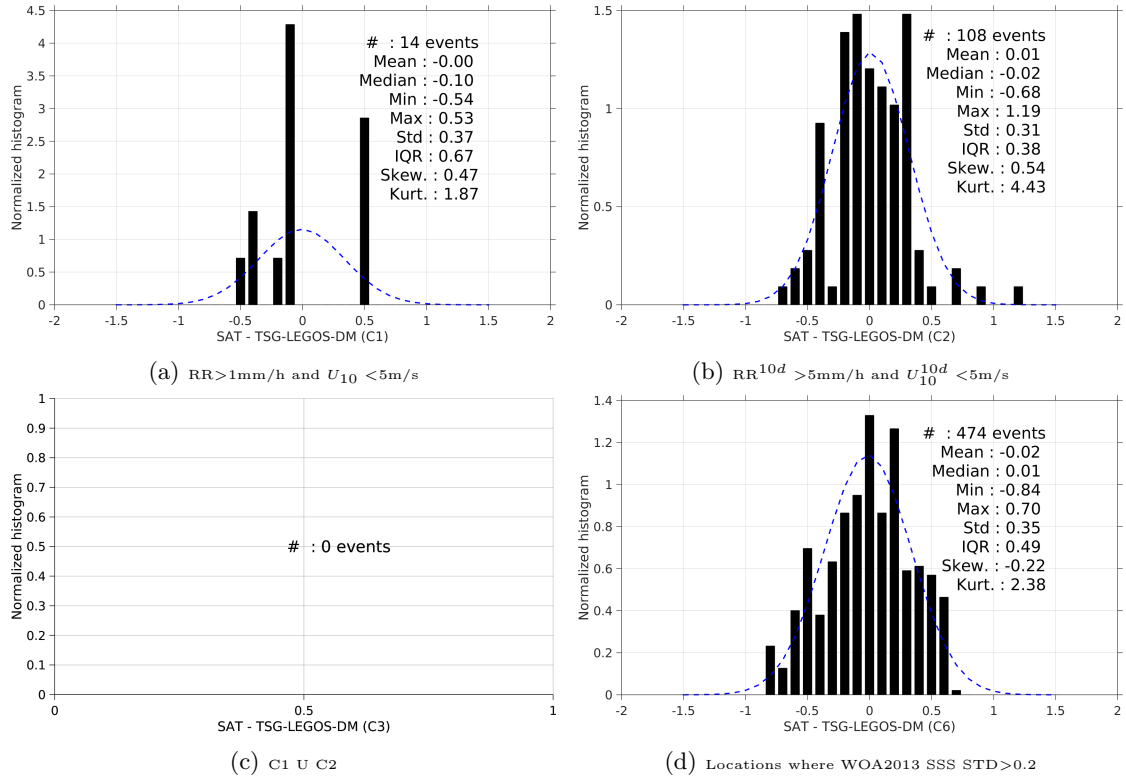 4.5
4
3.5
3
2.5
2
1.5
1
0.5
0
-2
-1.5
-1
-0.5
0
0.5
1
1.5
2
Normalized histogram
SAT - TSG-LEGOS-DM (C1)
# : 14 events
Mean : -0.00
Median : -0.10
Min : -0.54
Max : 0.53
Std : 0.37
IQR : 0.67
Skew. : 0.47
Kurt. : 1.87
(a) RR>1mm/h and U10 <5m/s
1.5
1
0.5
0
-2
-1.5
-1
-0.5
0
0.5
1
1.5
2
Normalized histogram
SAT - TSG-LEGOS-DM (C2)
# : 108 events
Mean : 0.01
Median : -0.02
Min : -0.68
Max : 1.19
Std : 0.31
IQR : 0.38
Skew. : 0.54
Kurt. : 4.43
(b) RR10d >5mm/h and U10 10d <5m/s
1
0.9
0.8
0.7
0.6
0.5
0.4
0.3
0.2
0.1
0
0
0.5
1
Normalized histogram
SAT - TSG-LEGOS-DM (C3)
# : 0 events
(c) C1 U C2
1.4
1.2
1
0.8
0.6
0.4
0.2
0
-2
-1.5
-1
-0.5
0
0.5
1
1.5
2
Normalized histogram
SAT - TSG-LEGOS-DM (C6)
# : 474 events
Mean : -0.02
Median : 0.01
Min : -0.84
Max : 0.70
Std : 0.35
IQR : 0.49
Skew. : -0.22
Kurt. : 2.38
(d) Locations where WOA2013 SSS STD>0.2